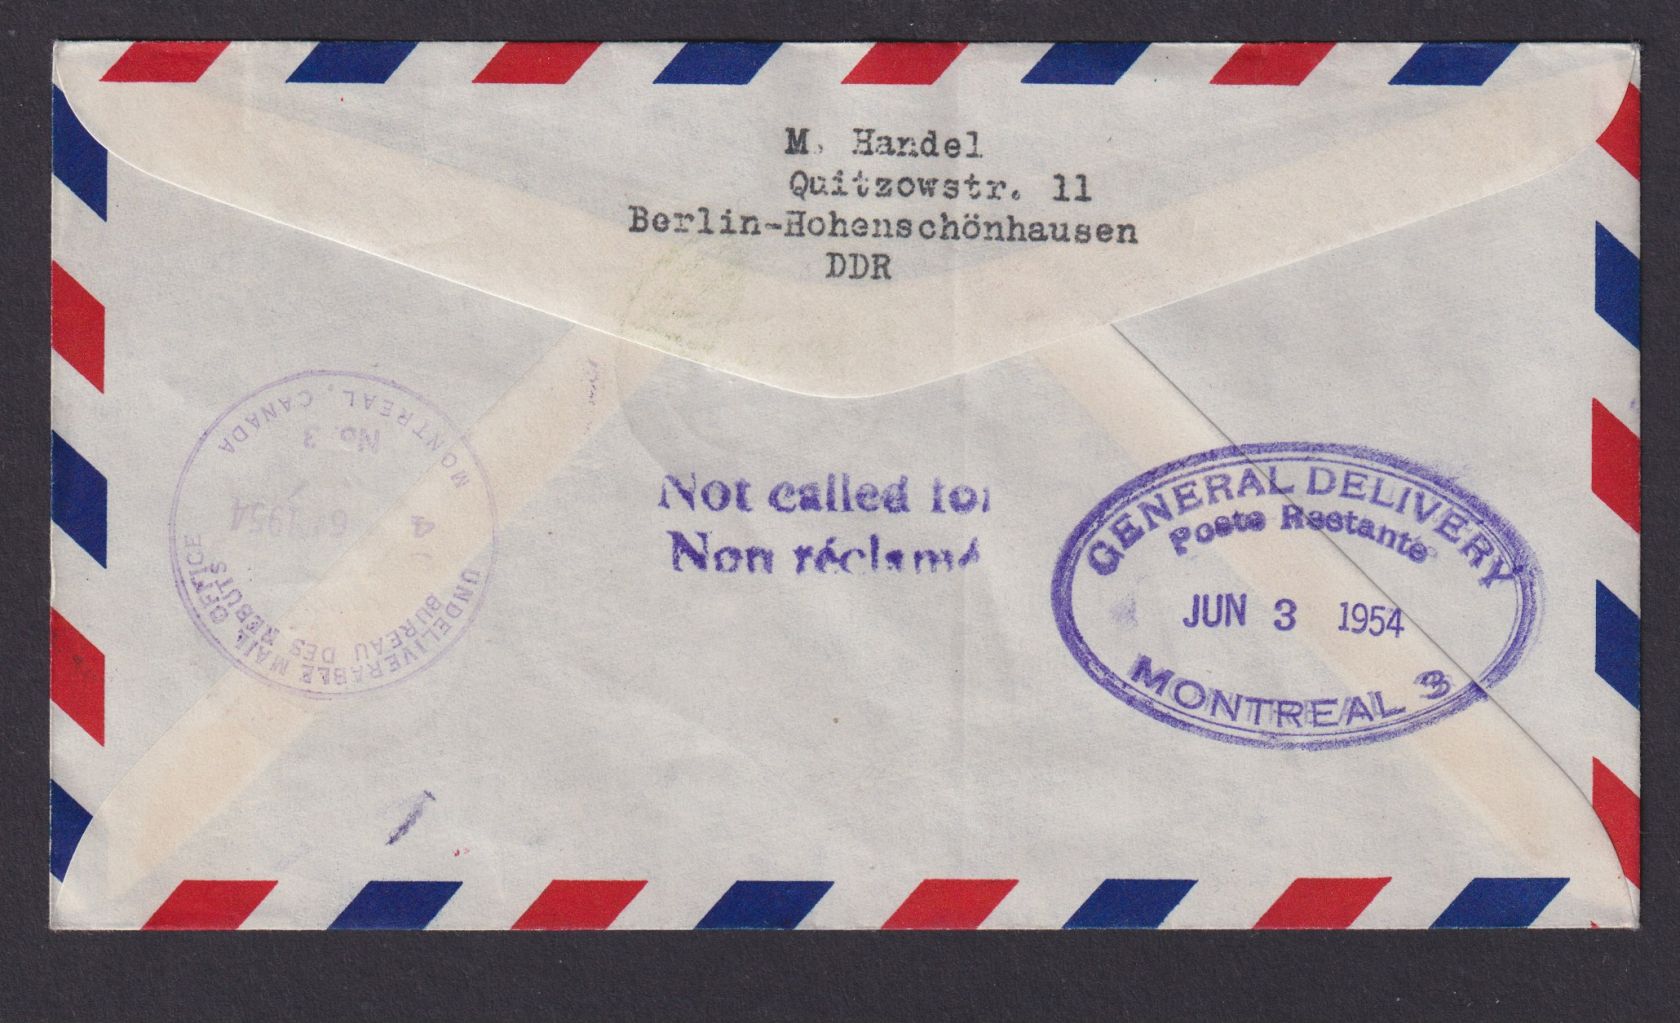 M. Handel
Quitzowstr. 11
Berlin-Hohenschönhausen
DDR
MONTREAL, CANADA
No. 3
1954
4
UNDELIVERABLE MAIL OFFICE
BUREAU DES REBUTS
Not called for
Non réclamé
GENERAL DELIVERY
Poste Restante
JUN 3 1954
MONTREAL 3